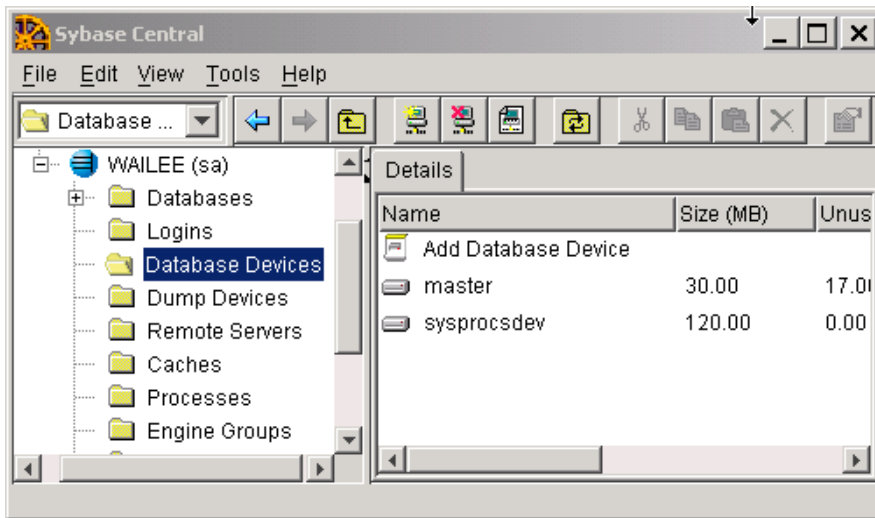 Sybase Central
File Edit View Tools Help
Database ...
WAILEE (sa)
Databases
Logins
Database Devices
Dump Devices
Remote Servers
Caches
Processes
Engine Groups
Details
Name Size (MB) Unus
Add Database Device
master 30.00 17.0
sysprocsdev 120.00 0.00